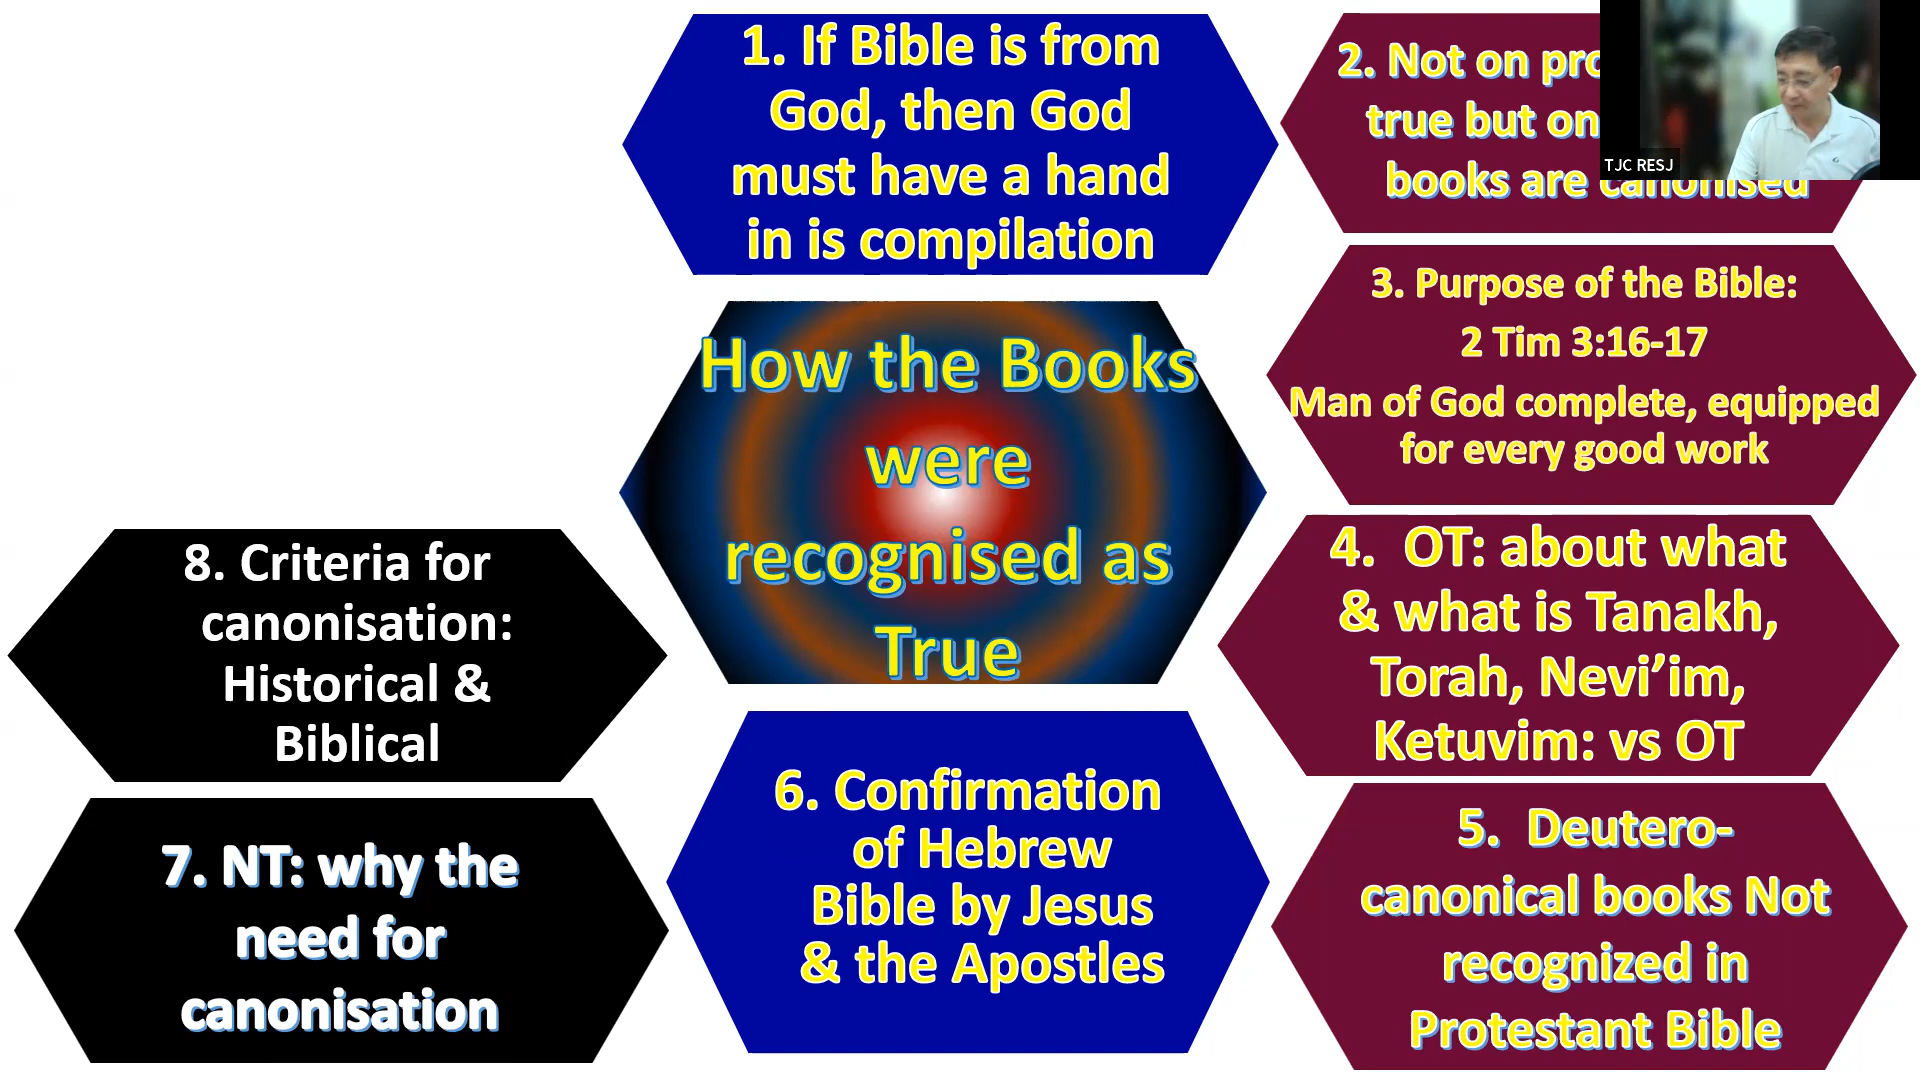 1. If Bible is from
God, then God
must have a hand
in is compilation
2. Not on
true but on
books are canonised
TJC RESJ
3. Purpose of the Bible:
2 Tim 3:16-17
Man of God complete, equipped
for every good work
How the Books
were
recognised as
True
4. OT: about what
& what is Tanakh,
Torah, Nevi’im,
Ketuvim: vs OT
5. Deutero-
canonical books Not
recognized in
Protestant Bible
6. Confirmation
of Hebrew
Bible by Jesus
& the Apostles
7. NT: why the
need for
canonisation
8. Criteria for
canonisation:
Historical &
Biblical